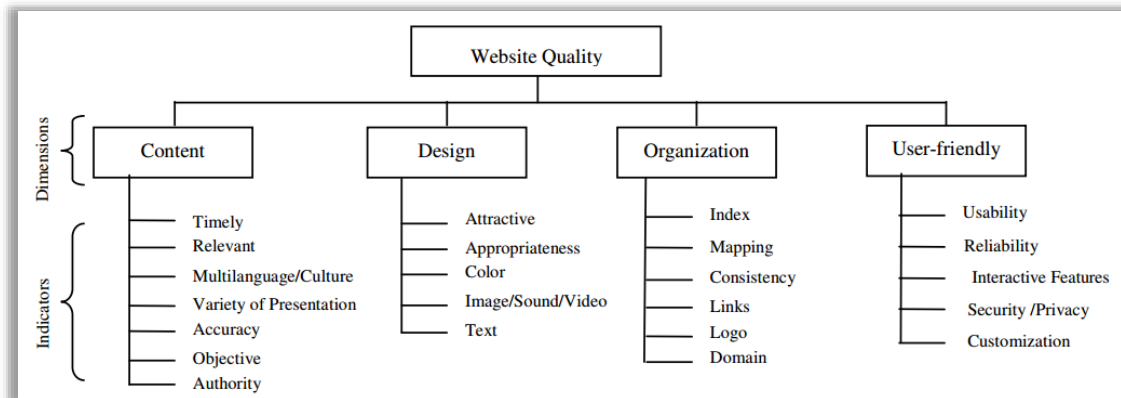 Website Quality
Dimensions
Content
Design
Organization
User-friendly
Indicators
Timely
Relevant
Multilanguage/Culture
Variety of Presentation
Accuracy
Objective
Authority
Attractive
Appropriateness
Color
Image/Sound/Video
Text
Index
Mapping
Consistency
Links
Logo
Domain
Usability
Reliability
Interactive Features
Security /Privacy
Customization